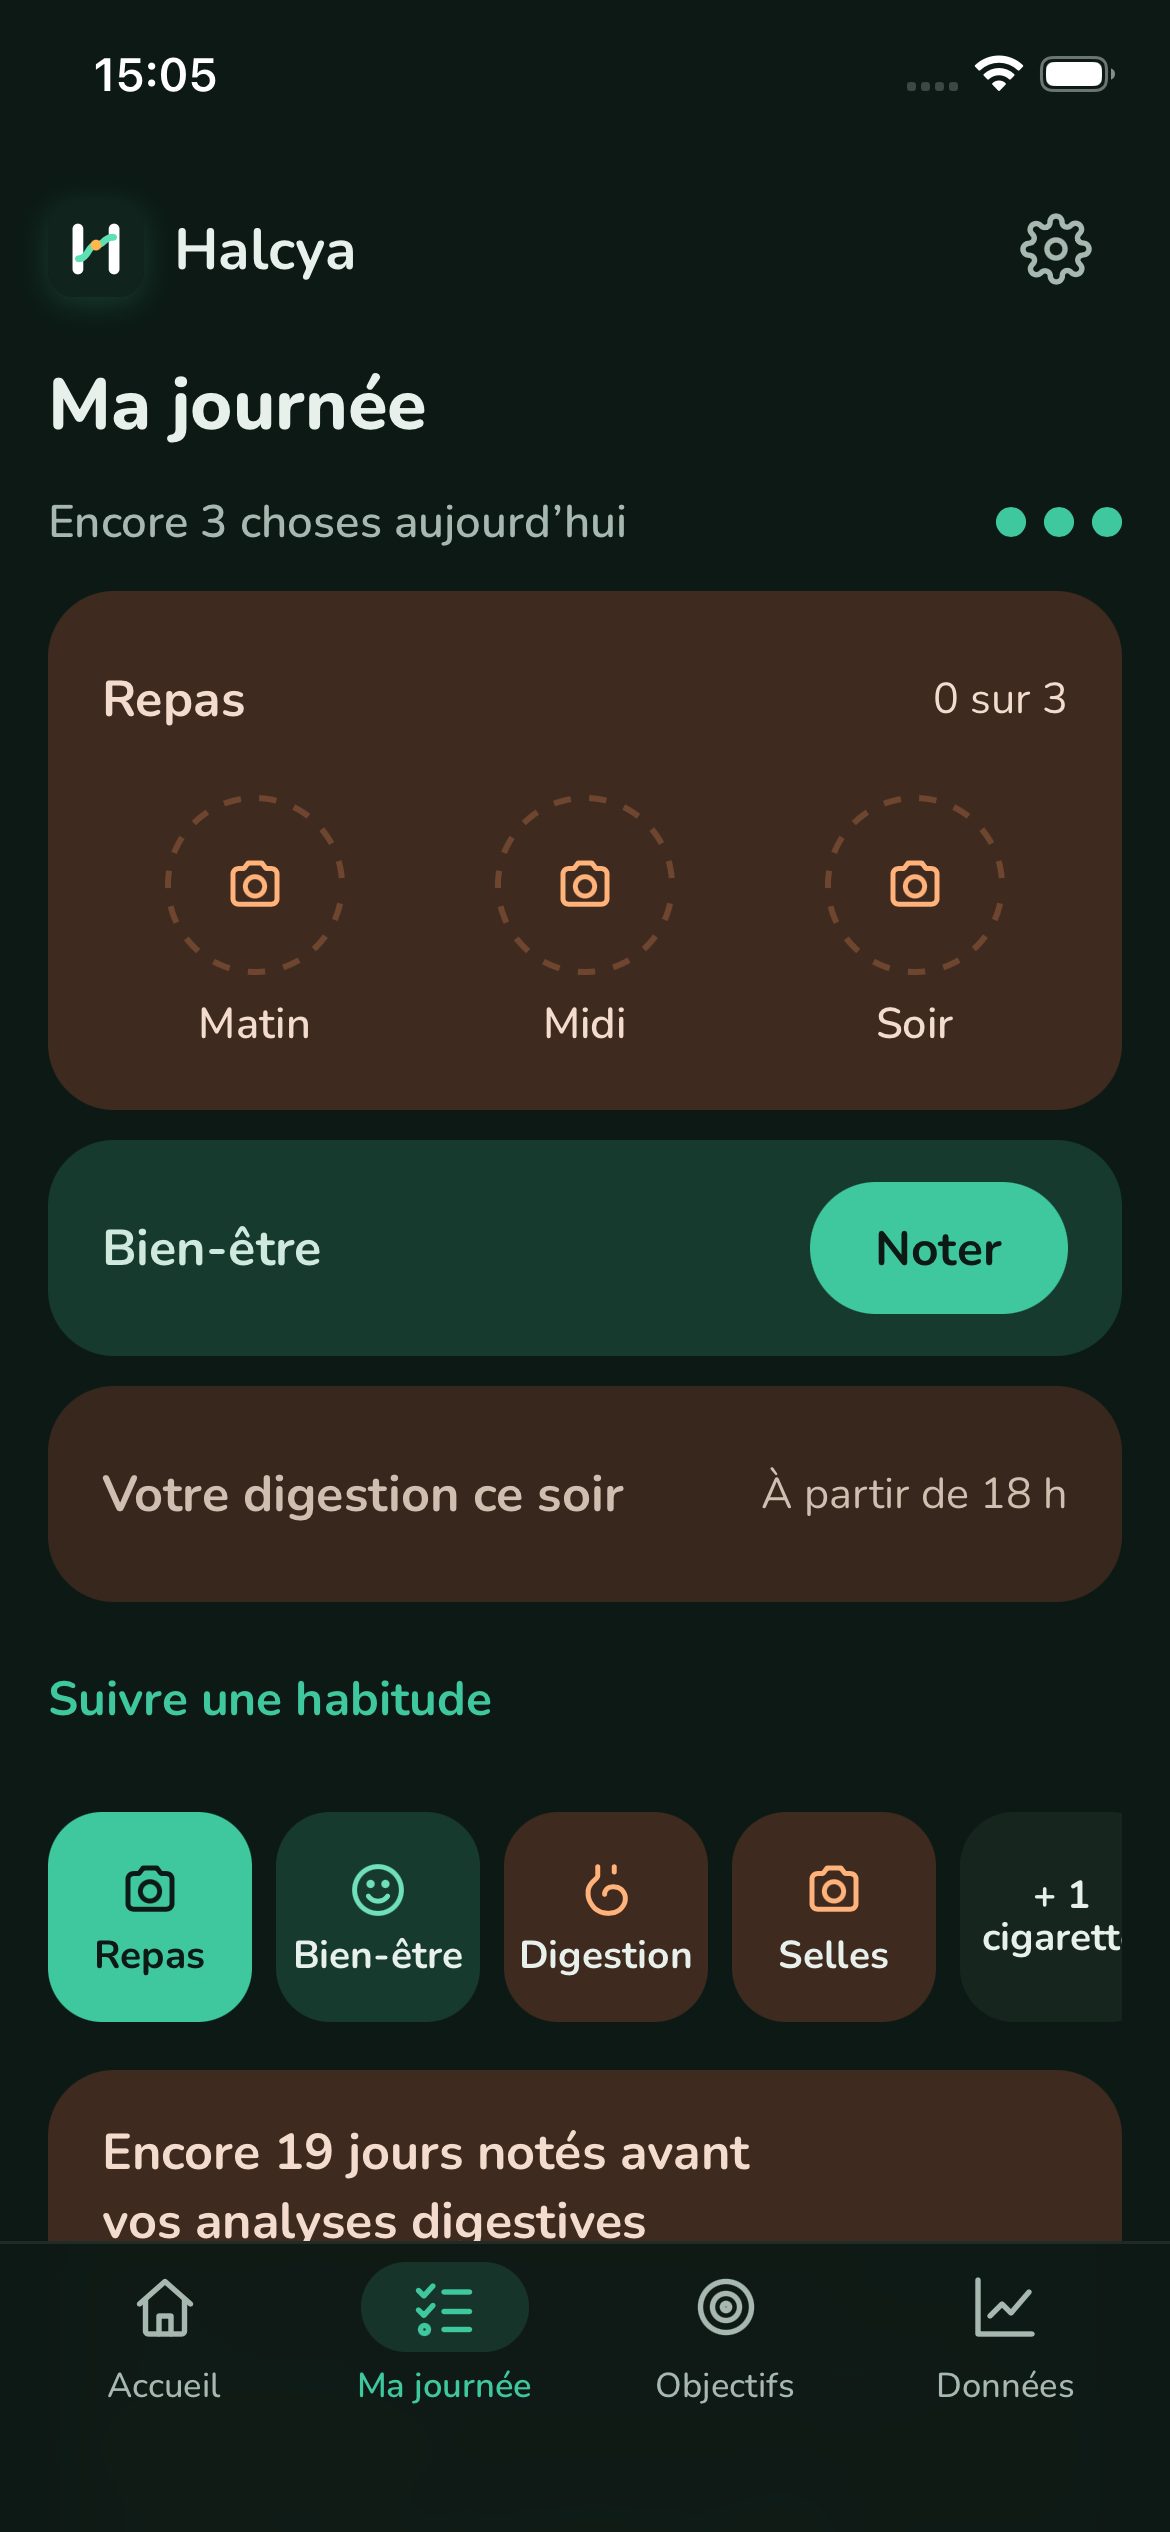 15:05
Halcya
Ma journée
Encore 3 choses aujourd’hui
Repas
0 sur 3
Matin
Midi
Soir
Bien-être
Noter
Votre digestion ce soir
À partir de 18 h
Suivre une habitude
Repas
Bien-être
Digestion
Selles
+ 1
Encore 19 jours notés avant
vos analyses digestives
Accueil
Ma journée
Objectifs
Données